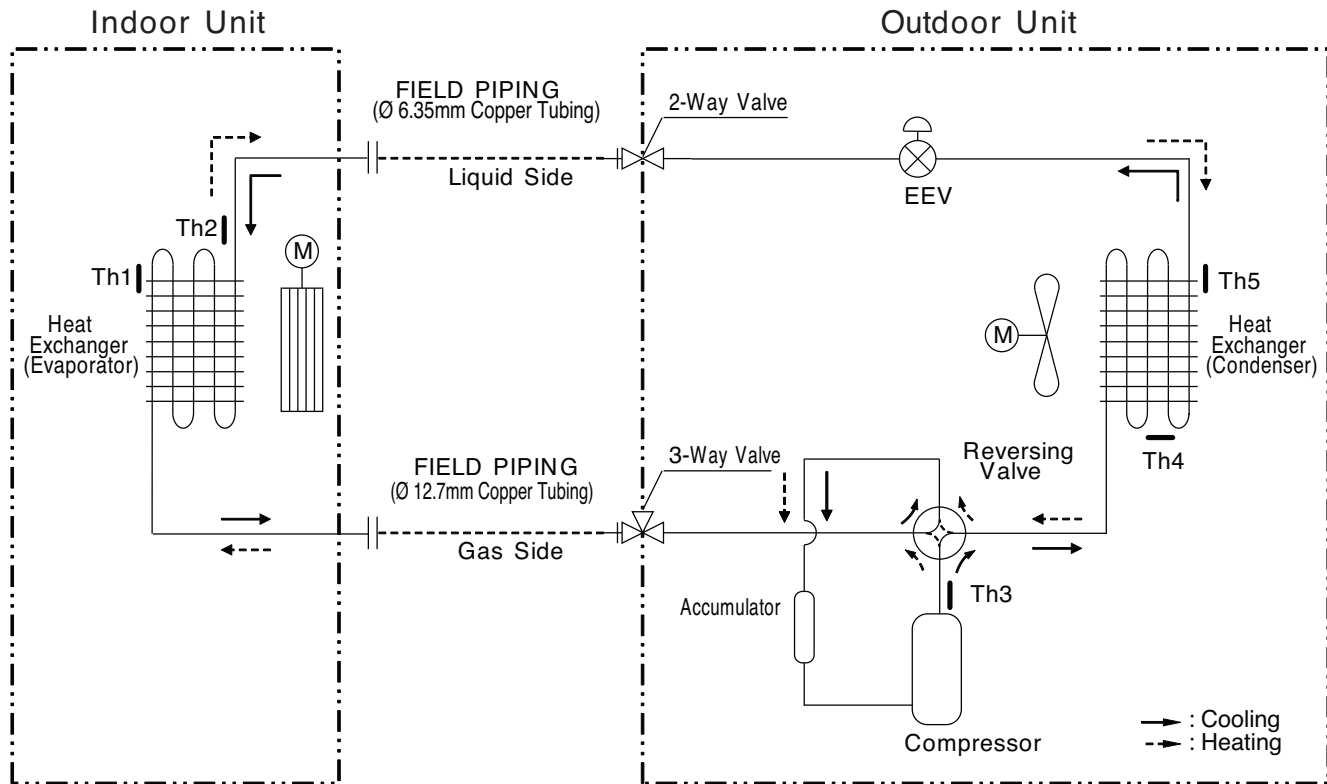 Indoor Unit
Outdoor Unit
FIELD PIPING
(Ø 6.35mm Copper Tubing)
2-Way Valve
Liquid Side
EEV
Th2
M
Th1
Th5
Heat
Exchanger
(Evaporator)
M
Heat
Exchanger
(Condenser)
Th4
FIELD PIPING
(Ø 12.7mm Copper Tubing)
3-Way Valve
Reversing
Valve
Gas Side
Th3
Accumulator
Compressor
: Cooling
: Heating